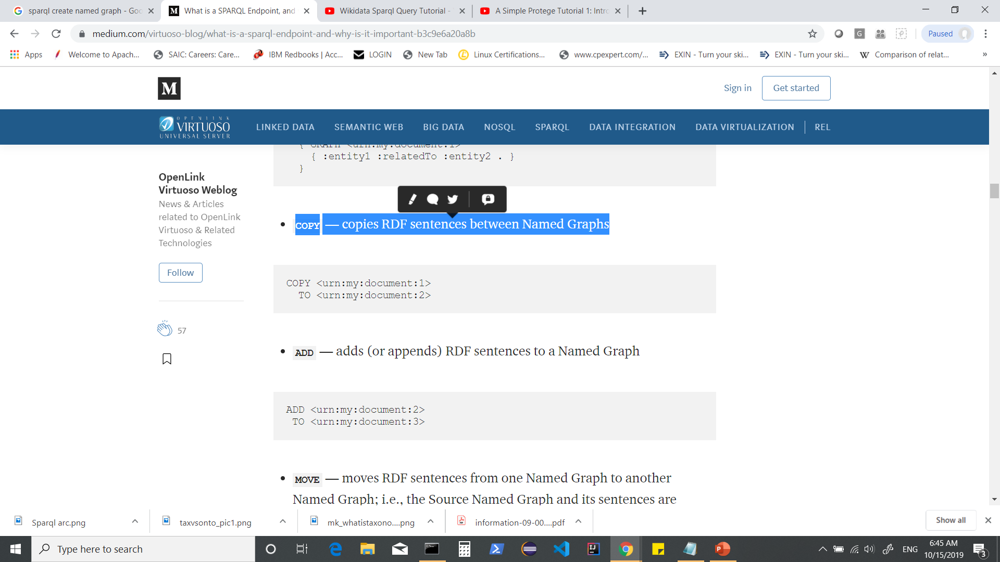 sparql create named graph - Goo
What is a SPARQL Endpoint, and
Wikidata Sparql Query Tutorial -
A Simple Protege Tutorial 1: Intro
medium.com/virtuoso-blog/what-is-a-sparql-endpoint-and-why-is-it-important-b3c9e6a20a8b
Paused
Apps
Welcome to Apach...
SAIC: Careers: Care...
IBM Redbooks | Acc...
LOGIN
New Tab
Linux Certifications...
www.cpexpert.com/...
EXIN - Turn your ski...
EXIN - Turn your ski...
Comparison of relat...
»
M
Sign in
Get started
OPENLINK
VIRTUOSO
UNIVERSAL SERVER
LINKED DATA
SEMANTIC WEB
BIG DATA
NOSQL
SPARQL
DATA INTEGRATION
DATA VIRTUALIZATION
REL
{ GRAPH <urn:my:document:1>
{ :entity1 :relatedTo :entity2 . }
}
OpenLink
Virtuoso Weblog
News & Articles
related to OpenLink
Virtuoso & Related
Technologies
Follow
57
• COPY — copies RDF sentences between Named Graphs
COPY <urn:my:document:1>
TO <urn:my:document:2>
• ADD — adds (or appends) RDF sentences to a Named Graph
ADD <urn:my:document:2>
TO <urn:my:document:3>
• MOVE — moves RDF sentences from one Named Graph to another
Named Graph; i.e., the Source Named Graph and its sentences are
Sparql arc.png
taxvsonto_pic1.png
mk_whatistaxono....png
information-09-00....pdf
Show all
Type here to search
ENG
6:45 AM
10/15/2019
3